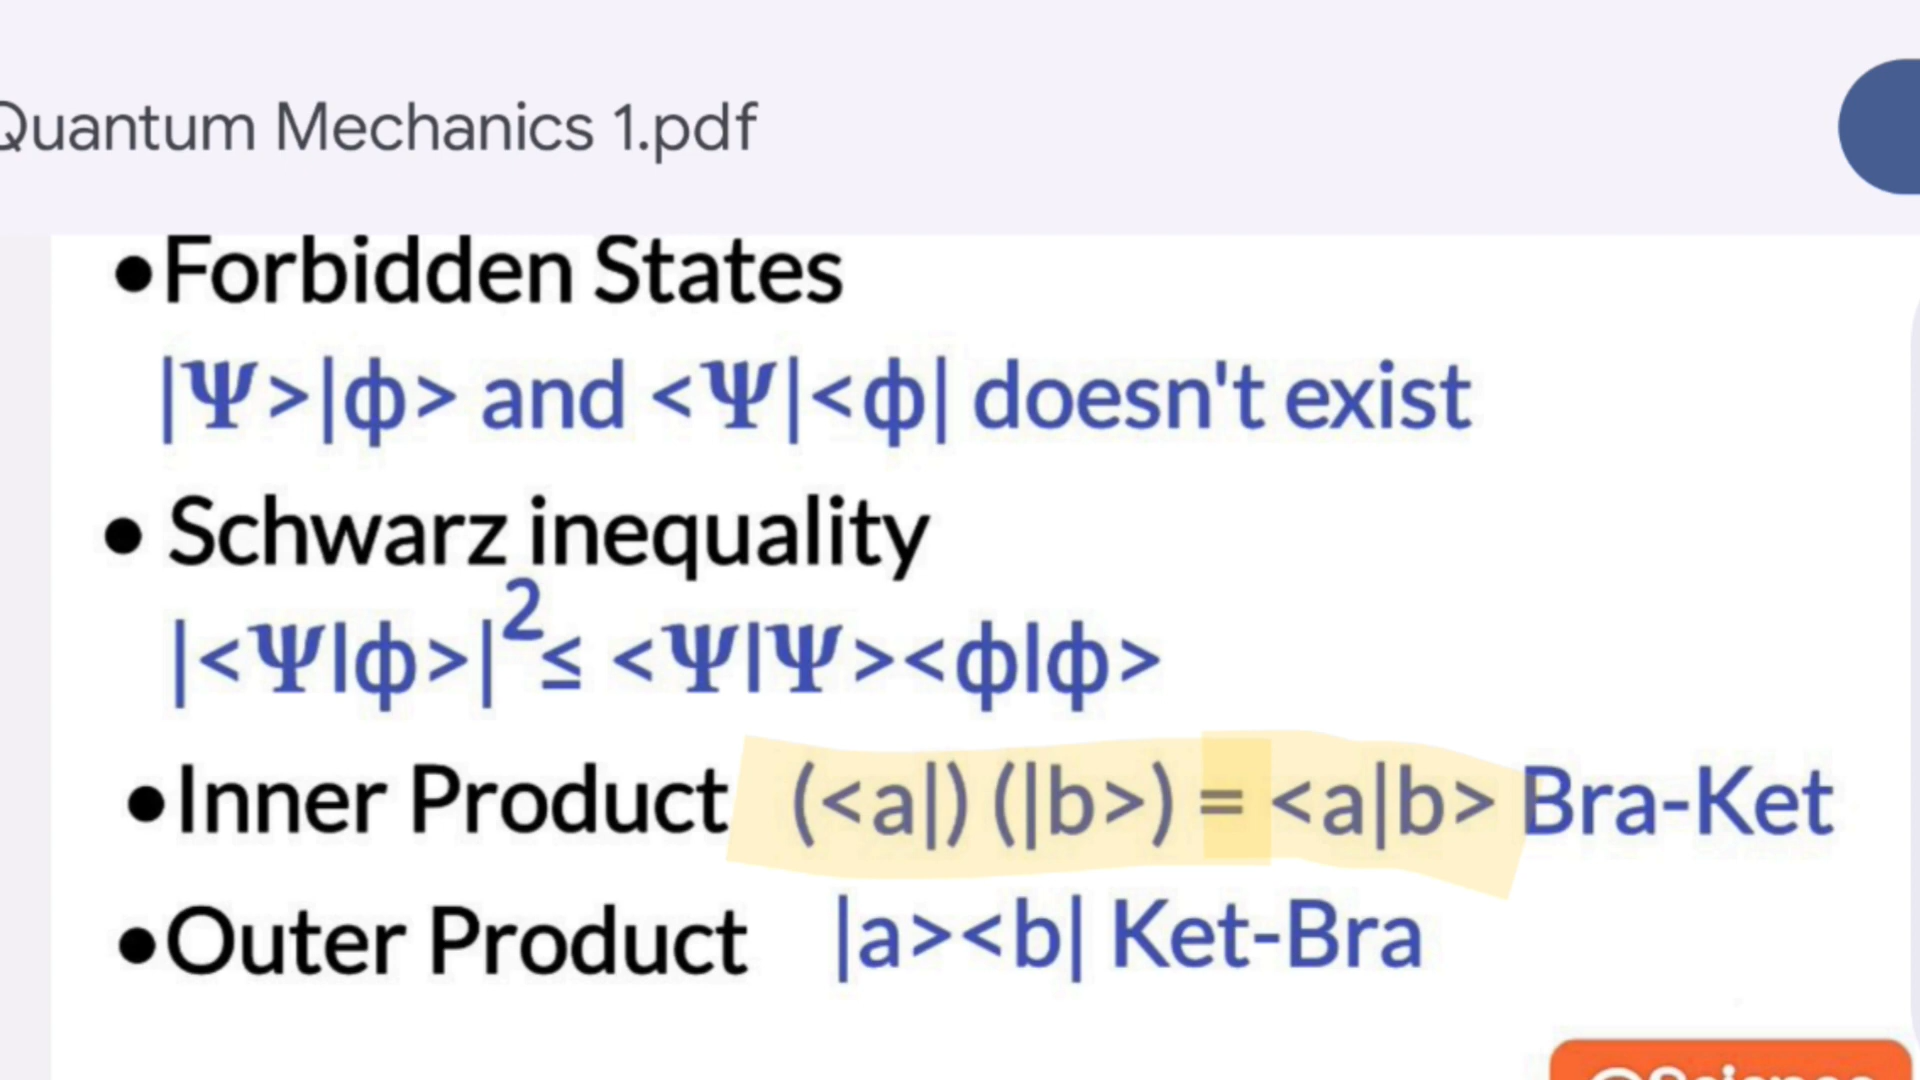 Quantum Mechanics 1.pdf
•Forbidden States
|Ψ>|ϕ> and <Ψ|<ϕ| doesn't exist
• Schwarz inequality
|<Ψ|ϕ>|²≤ <Ψ|Ψ><ϕ|ϕ>
•Inner Product (<a|) (|b>) = <a|b> Bra-Ket
•Outer Product |a><b| Ket-Bra